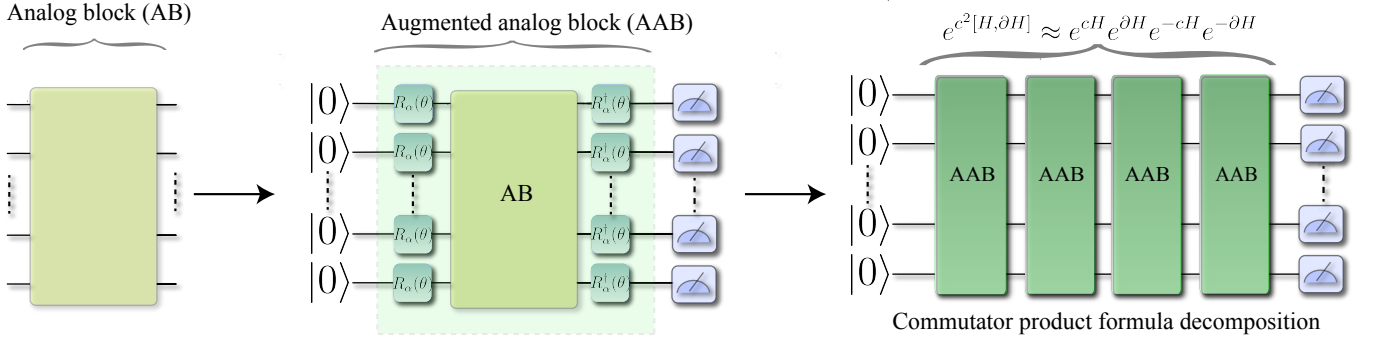 Analog block (AB)
Augmented analog block (AAB)
e^{c^2[H,∂H]} ≈ e^{cH}e^{∂H}e^{-cH}e^{-∂H}
|0⟩ R_α(θ) R_α^†(θ) |0⟩
|0⟩ R_α(θ) R_α^†(θ) |0⟩
AB
AAB AAB AAB AAB
|0⟩ R_α(θ) R_α^†(θ) |0⟩
|0⟩ R_α(θ) R_α^†(θ) |0⟩
Commutator product formula decomposition